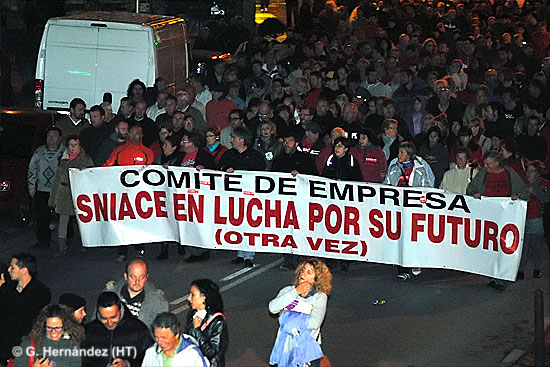 COMITE DE EMPRESA
SNIACE EN LUCHA POR SU FUTURO
(OTRA VEZ)
© G. Hernández (HT)